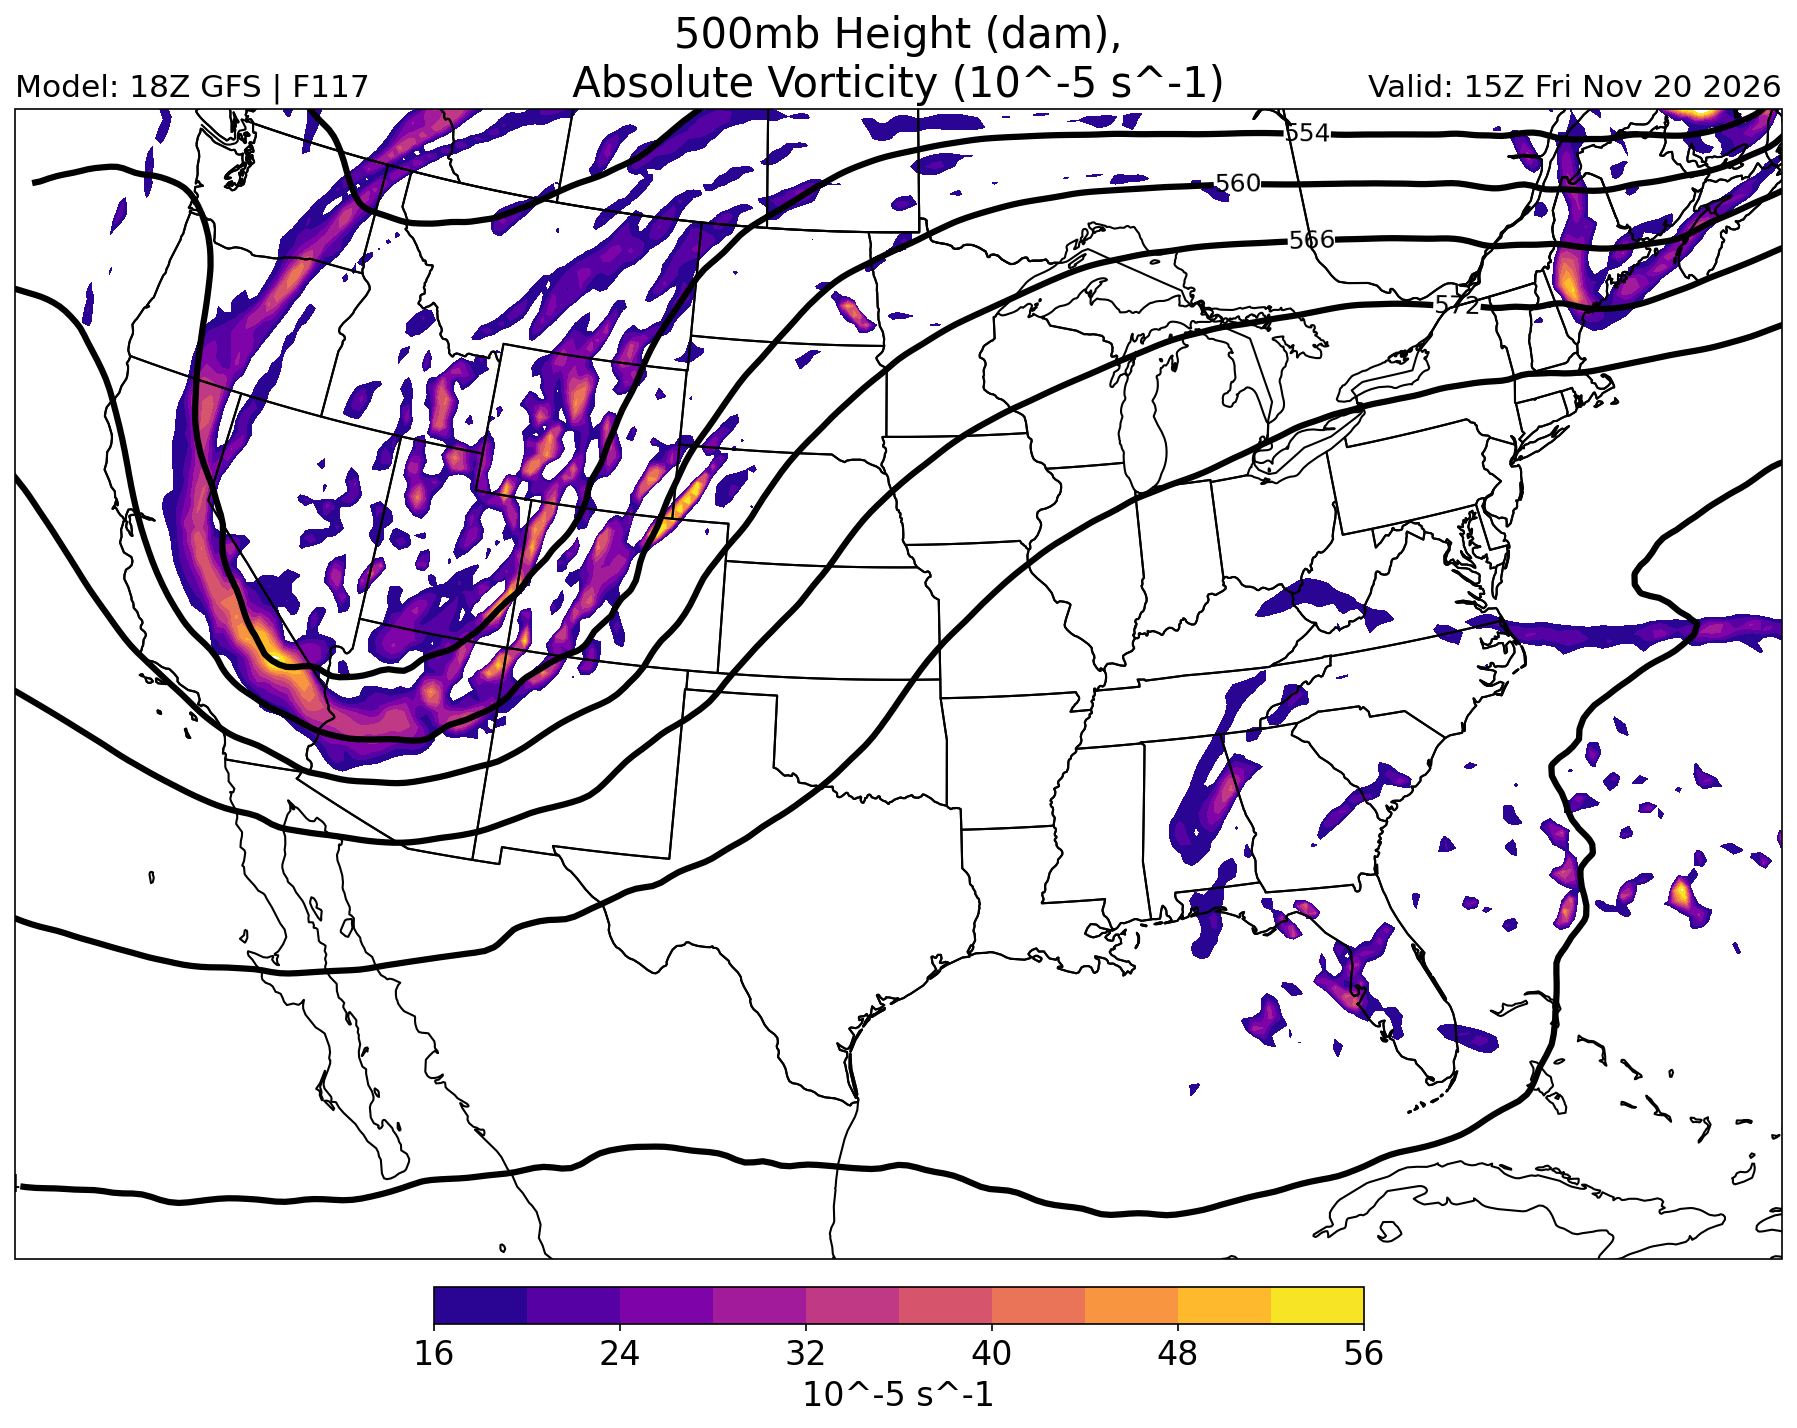 500mb Height (dam),
Model: 18Z GFS | F117
Absolute Vorticity (10^-5 s^-1)
Valid: 15Z Fri Nov 20 2026
554
560
566
572
16 24 32 40 48 56
10^-5 s^-1